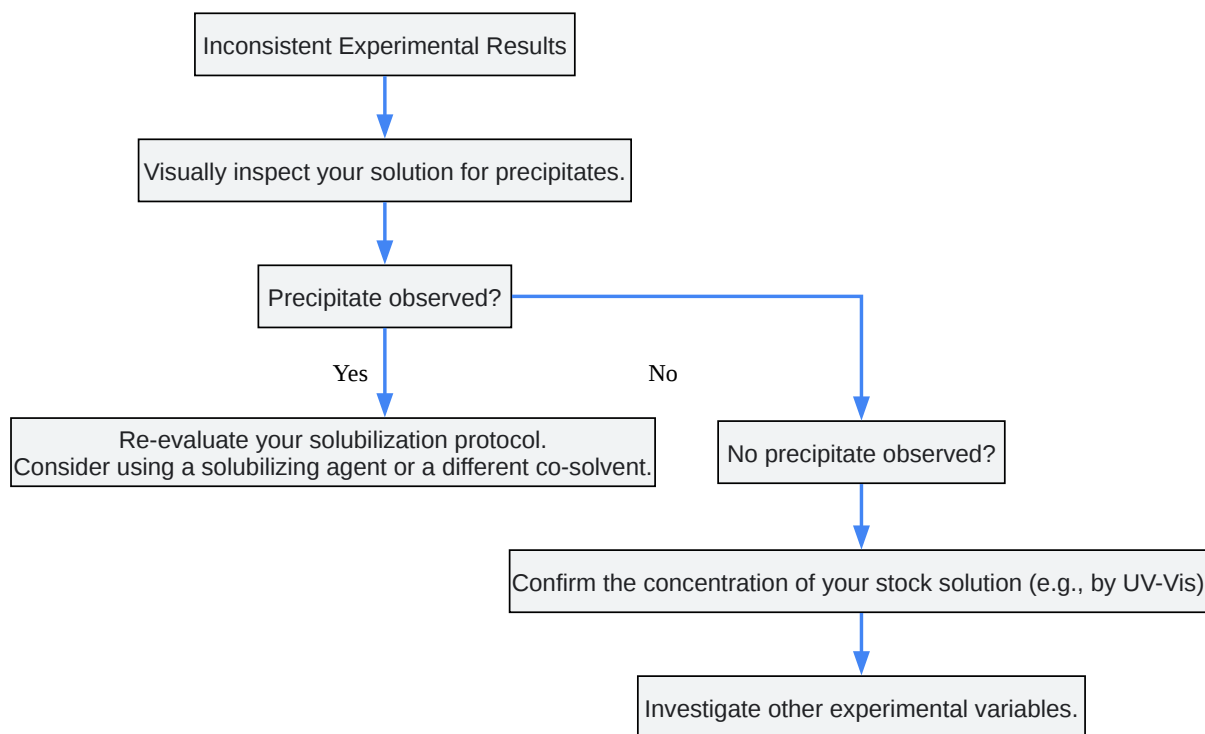 Inconsistent Experimental Results
Visually inspect your solution for precipitates.
Precipitate observed?
Yes
No
Re-evaluate your solubilization protocol.
Consider using a solubilizing agent or a different co-solvent.
No precipitate observed?
Confirm the concentration of your stock solution (e.g., by UV-Vis)
Investigate other experimental variables.